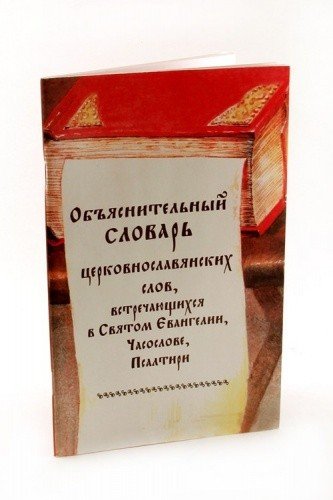 Объяснительный
словарь
церковнославянских
слов,
встречающихся
в Святом Евангелии,
Часослове,
Псалтири